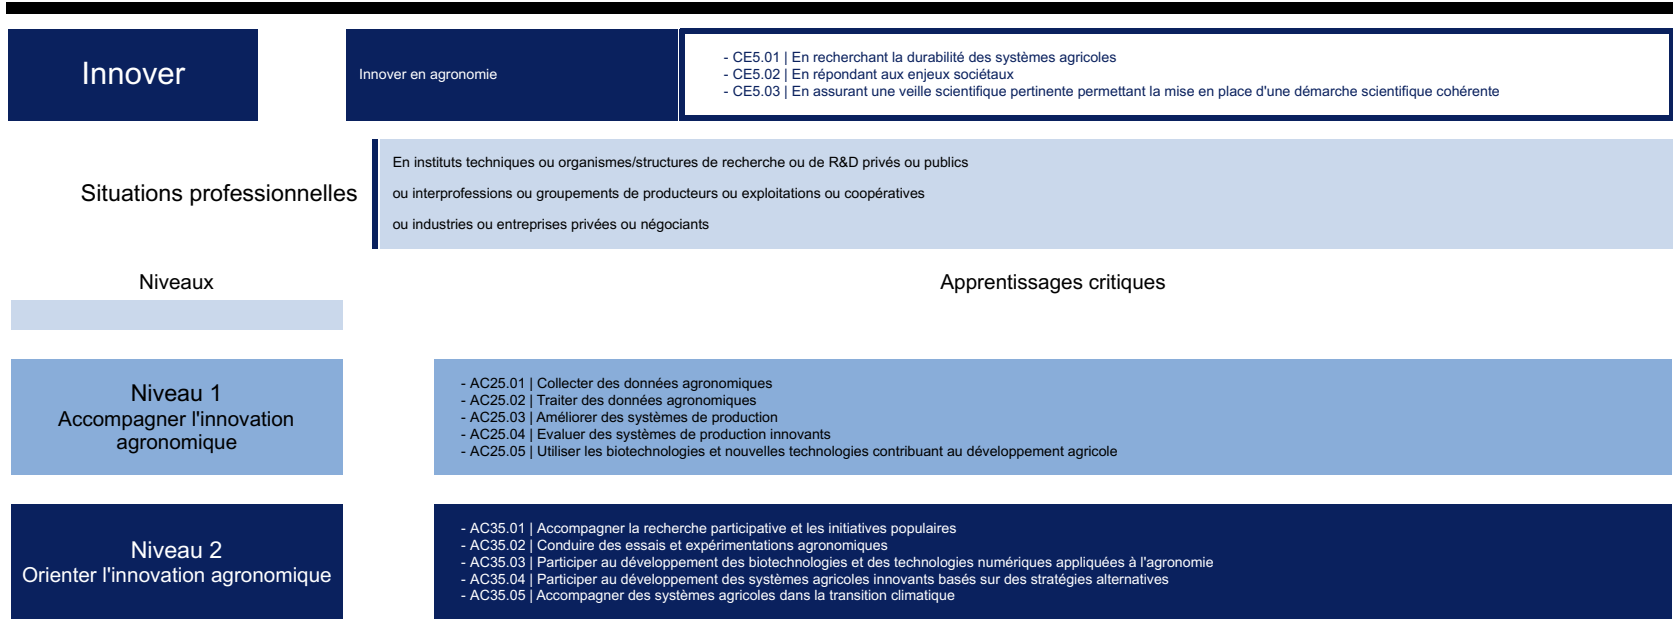 Innover
Innover en agronomie
- CE5.01 | En recherchant la durabilité des systèmes agricoles
- CE5.02 | En répondant aux enjeux sociétaux
- CE5.03 | En assurant une veille scientifique pertinente permettant la mise en place d'une démarche scientifique cohérente
Situations professionnelles
En instituts techniques ou organismes/structures de recherche ou de R&D privés ou publics
ou interprofessions ou groupements de producteurs ou exploitations ou coopératives
ou industries ou entreprises privées ou négociants
Niveaux
Apprentissages critiques
Niveau 1
Accompagner l'innovation
agronomique
- AC25.01 | Collecter des données agronomiques
- AC25.02 | Traiter des données agronomiques
- AC25.03 | Améliorer des systèmes de production
- AC25.04 | Evaluer des systèmes de production innovants
- AC25.05 | Utiliser les biotechnologies et nouvelles technologies contribuant au développement agricole
Niveau 2
Orienter l'innovation agronomique
- AC35.01 | Accompagner la recherche participative et les initiatives populaires
- AC35.02 | Conduire des essais et expérimentations agronomiques
- AC35.03 | Participer au développement des biotechnologies et des technologies numériques appliquées à l'agronomie
- AC35.04 | Participer au développement des systèmes agricoles innovants basés sur des stratégies alternatives
- AC35.05 | Accompagner des systèmes agricoles dans la transition climatique